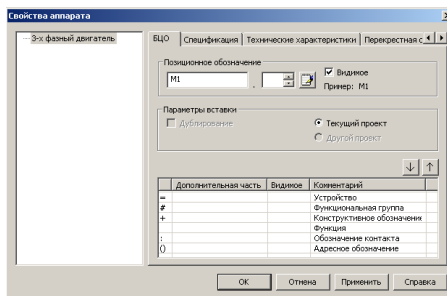 Свойства аппарата
3-х фазный двигатель
БЦО Спецификация Технические характеристики Перекрестная с
Позиционное обозначение
M1 . Видимое
Пример: M1
Параметры вставки
Дублирование Текущий проект
Другой проект
Дополнительная часть Видимое Комментарий
= Устройство
# Функциональная группа
+ Конструктивное обозначение
Функция
: Обозначение контакта
() Адресное обозначение
OK Отмена Применить Справка